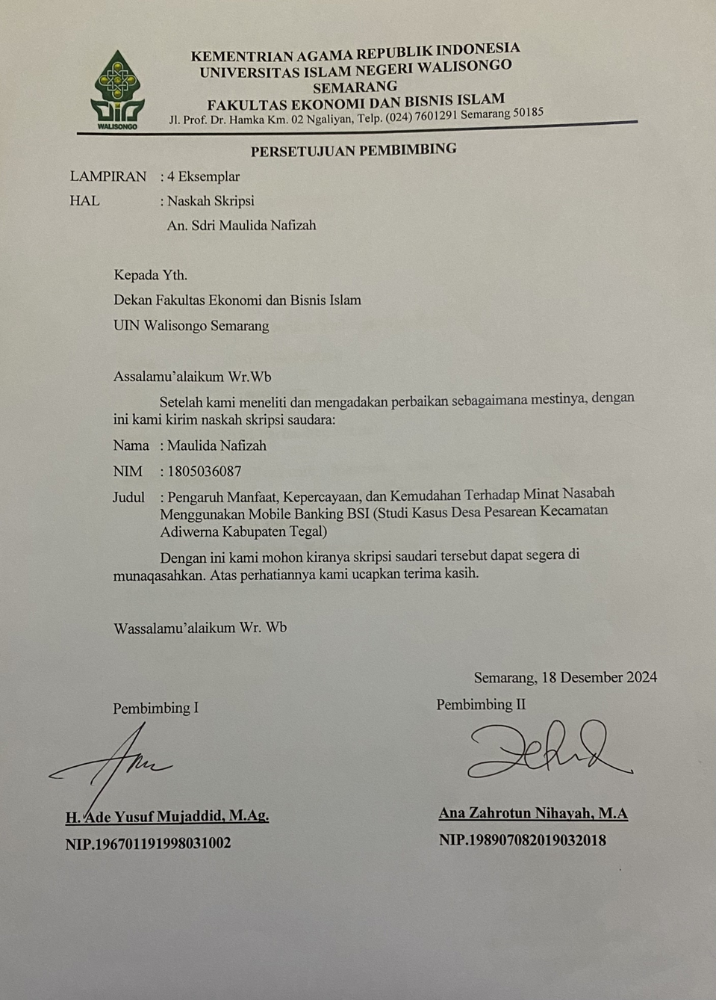 KEMENTRIAN AGAMA REPUBLIK INDONESIA
UNIVERSITAS ISLAM NEGERI WALISONGO
SEMARANG
FAKULTAS EKONOMI DAN BISNIS ISLAM
Jl. Prof. Dr. Hamka Km. 02 Ngaliyan, Telp. (024) 7601291 Semarang 50185
WALISONGO
PERSETUJUAN PEMBIMBING
LAMPIRAN : 4 Eksemplar
HAL : Naskah Skripsi
An. Sdri Maulida Nafizah
Kepada Yth.
Dekan Fakultas Ekonomi dan Bisnis Islam
UIN Walisongo Semarang
Assalamu’alaikum Wr.Wb
Setelah kami meneliti dan mengadakan perbaikan sebagaimana mestinya, dengan
ini kami kirim naskah skripsi saudara:
Nama : Maulida Nafizah
NIM : 1805036087
Judul : Pengaruh Manfaat, Kepercayaan, dan Kemudahan Terhadap Minat Nasabah
Menggunakan Mobile Banking BSI (Studi Kasus Desa Pesarean Kecamatan
Adiwerna Kabupaten Tegal)
Dengan ini kami mohon kiranya skripsi saudari tersebut dapat segera di
munaqasahkan. Atas perhatiannya kami ucapkan terima kasih.
Wassalamu’alaikum Wr. Wb
Semarang, 18 Desember 2024
Pembimbing I Pembimbing II
H. Ade Yusuf Mujaddid, M.Ag. Ana Zahrotun Nihayah, M.A
NIP.196701191998031002 NIP.198907082019032018